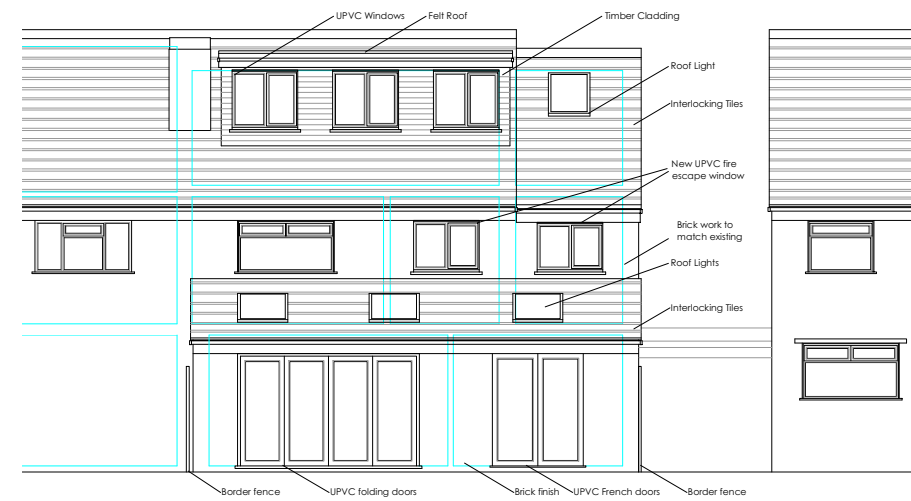 UPVC Windows
Felt Roof
Timber Cladding
Roof Light
Interlocking Tiles
New UPVC fire
escape window
Brick work to
match existing
Roof Lights
Interlocking Tiles
Border fence
UPVC folding doors
Brick finish
UPVC French doors
Border fence